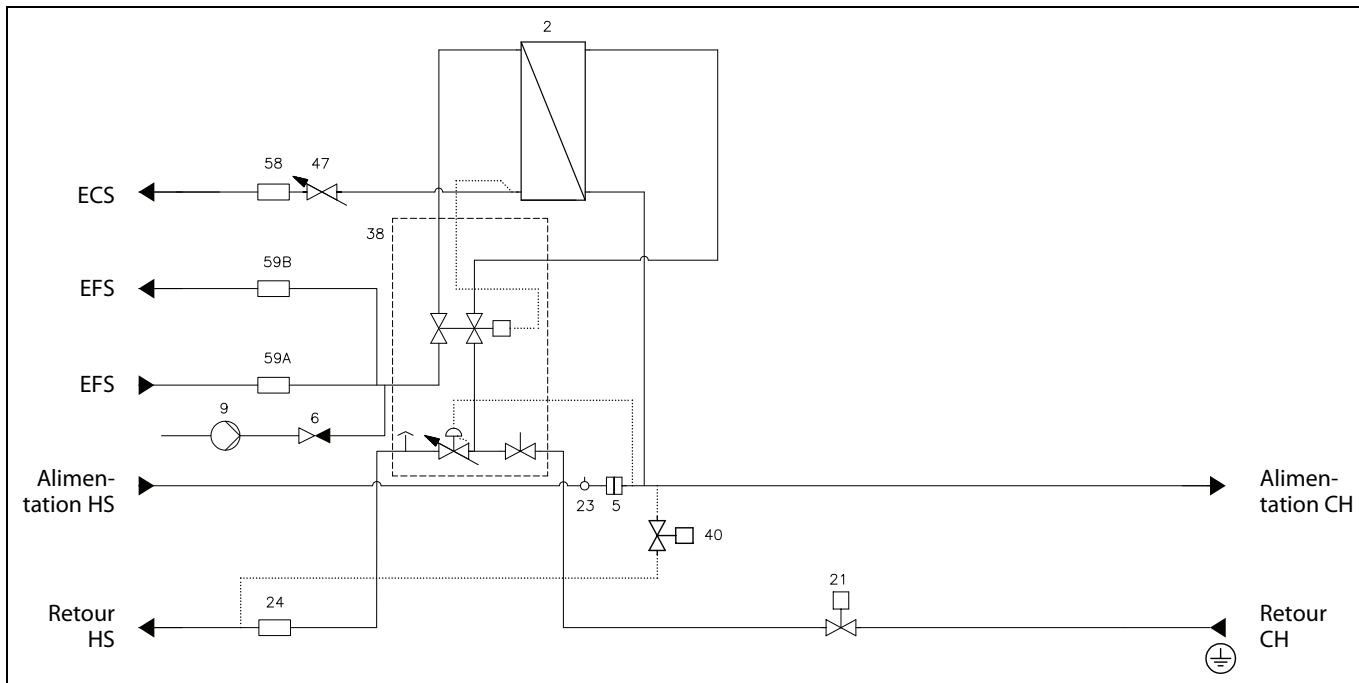 2
58 47
ECS
38
59B
EFS
59A
EFS
9
6
Alimen-
tation HS
23 5
Alimen-
tation CH
40
21
24
Retour
HS
Retour
CH